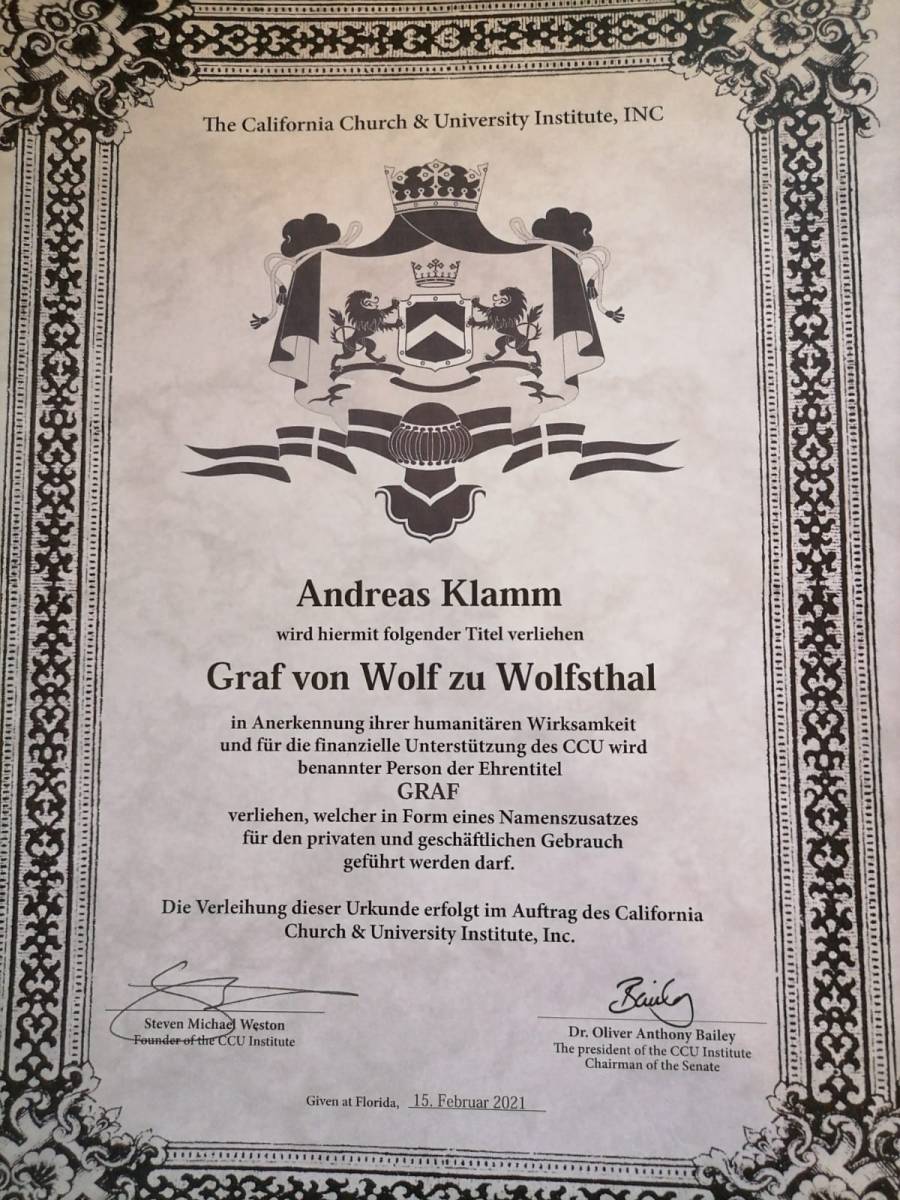 The California Church & University Institute, INC
Andreas Klamm
wird hiermit folgender Titel verliehen
Graf von Wolf zu Wolfsthal
in Anerkennung ihrer humanitären Wirksamkeit
und für die finanzielle Unterstützung des CCU wird
benannter Person der Ehrentitel
GRAF
verliehen, welcher in Form eines Namenszusatzes
für den privaten und geschäftlichen Gebrauch
geführt werden darf.
Die Verleihung dieser Urkunde erfolgt im Auftrag des California
Church & University Institute, Inc.
Bailey
Steven Michael Weston
Founder of the CCU Institute
Dr. Oliver Anthony Bailey
The president of the CCU Institute
Chairman of the Senate
Given at Florida, 15. Februar 2021